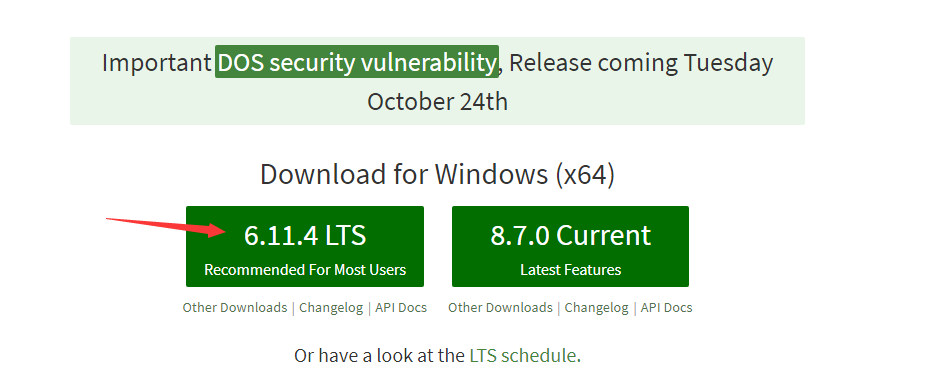 Important DOS security vulnerability, Release coming Tuesday
October 24th
Download for Windows (x64)
6.11.4 LTS
Recommended For Most Users
8.7.0 Current
Latest Features
Other Downloads | Changelog | API Docs
Other Downloads | Changelog | API Docs
Or have a look at the LTS schedule.